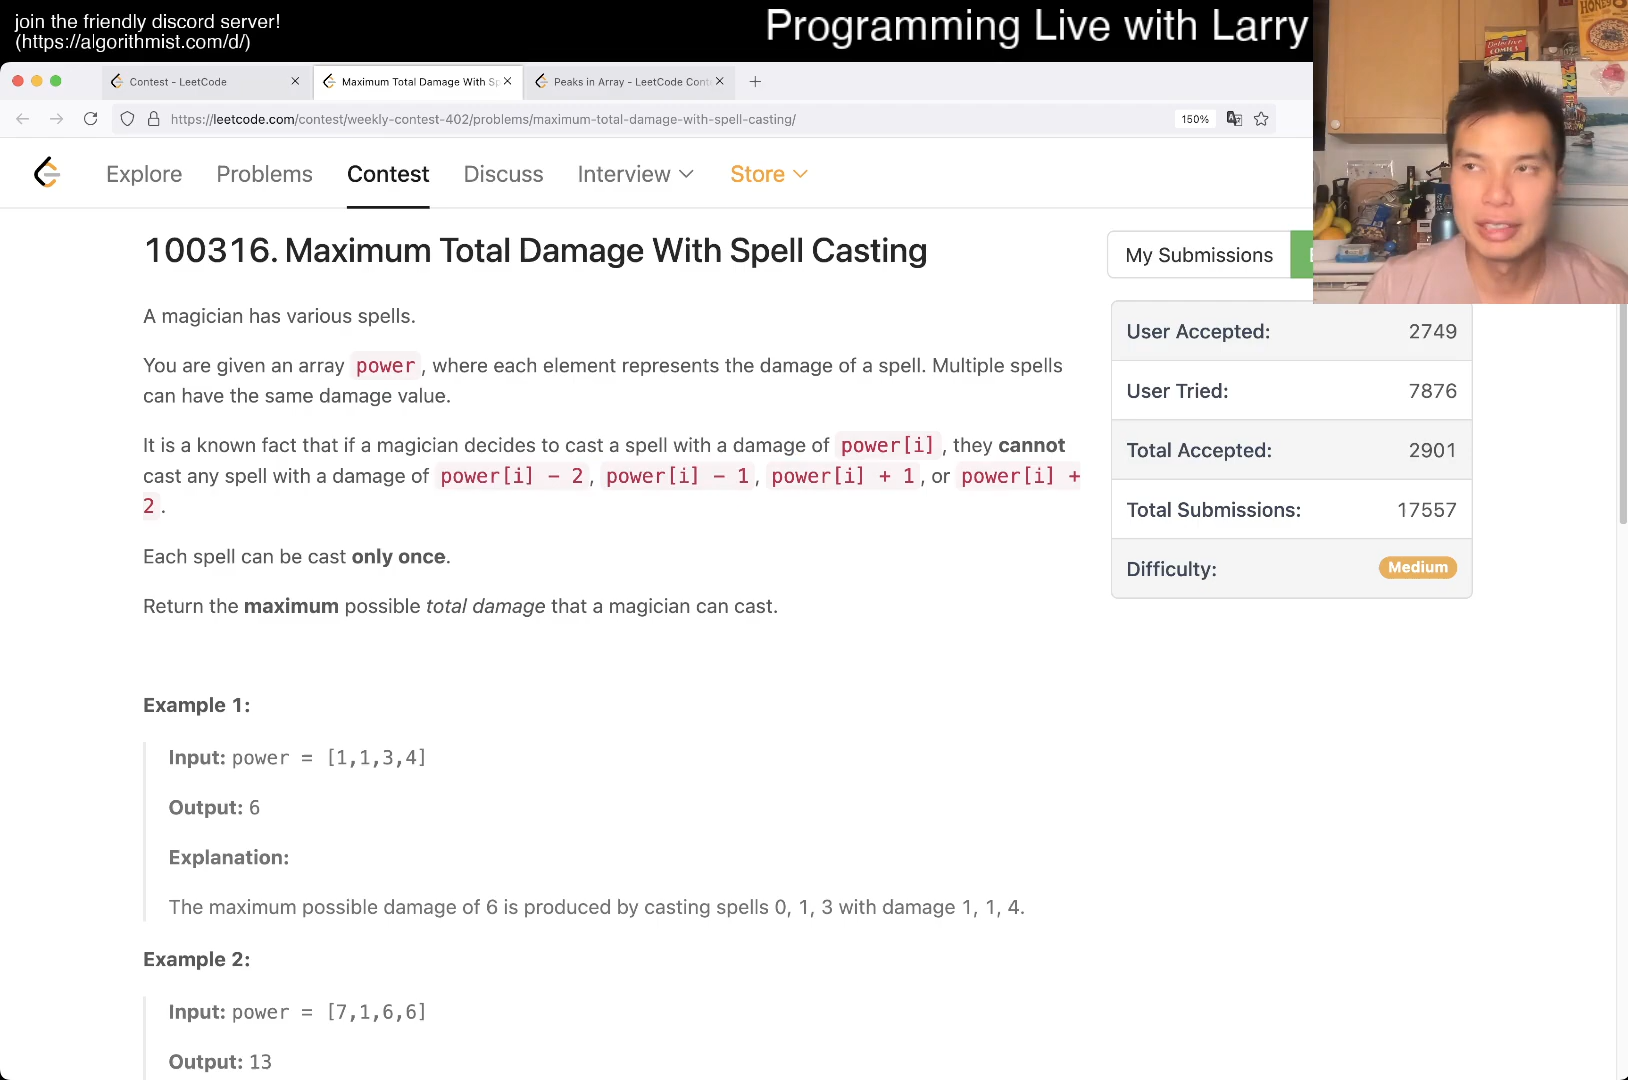 join the friendly discord server!
(https://algorithmist.com/d/)
Programming Live with Larry
Contest - LeetCode
Maximum Total Damage With Sp
Peaks in Array - LeetCode Cont
https://leetcode.com/contest/weekly-contest-402/problems/maximum-total-damage-with-spell-casting/
150%
Explore
Problems
Contest
Discuss
Interview
Store
100316. Maximum Total Damage With Spell Casting
My Submissions
A magician has various spells.
You are given an array power, where each element represents the damage of a spell. Multiple spells
can have the same damage value.
It is a known fact that if a magician decides to cast a spell with a damage of power[i], they cannot
cast any spell with a damage of power[i] - 2, power[i] - 1, power[i] + 1, or power[i] +
2.
Each spell can be cast only once.
Return the maximum possible total damage that a magician can cast.
User Accepted: 2749
User Tried: 7876
Total Accepted: 2901
Total Submissions: 17557
Difficulty: Medium
Example 1:
Input: power = [1,1,3,4]
Output: 6
Explanation:
The maximum possible damage of 6 is produced by casting spells 0, 1, 3 with damage 1, 1, 4.
Example 2:
Input: power = [7,1,6,6]
Output: 13